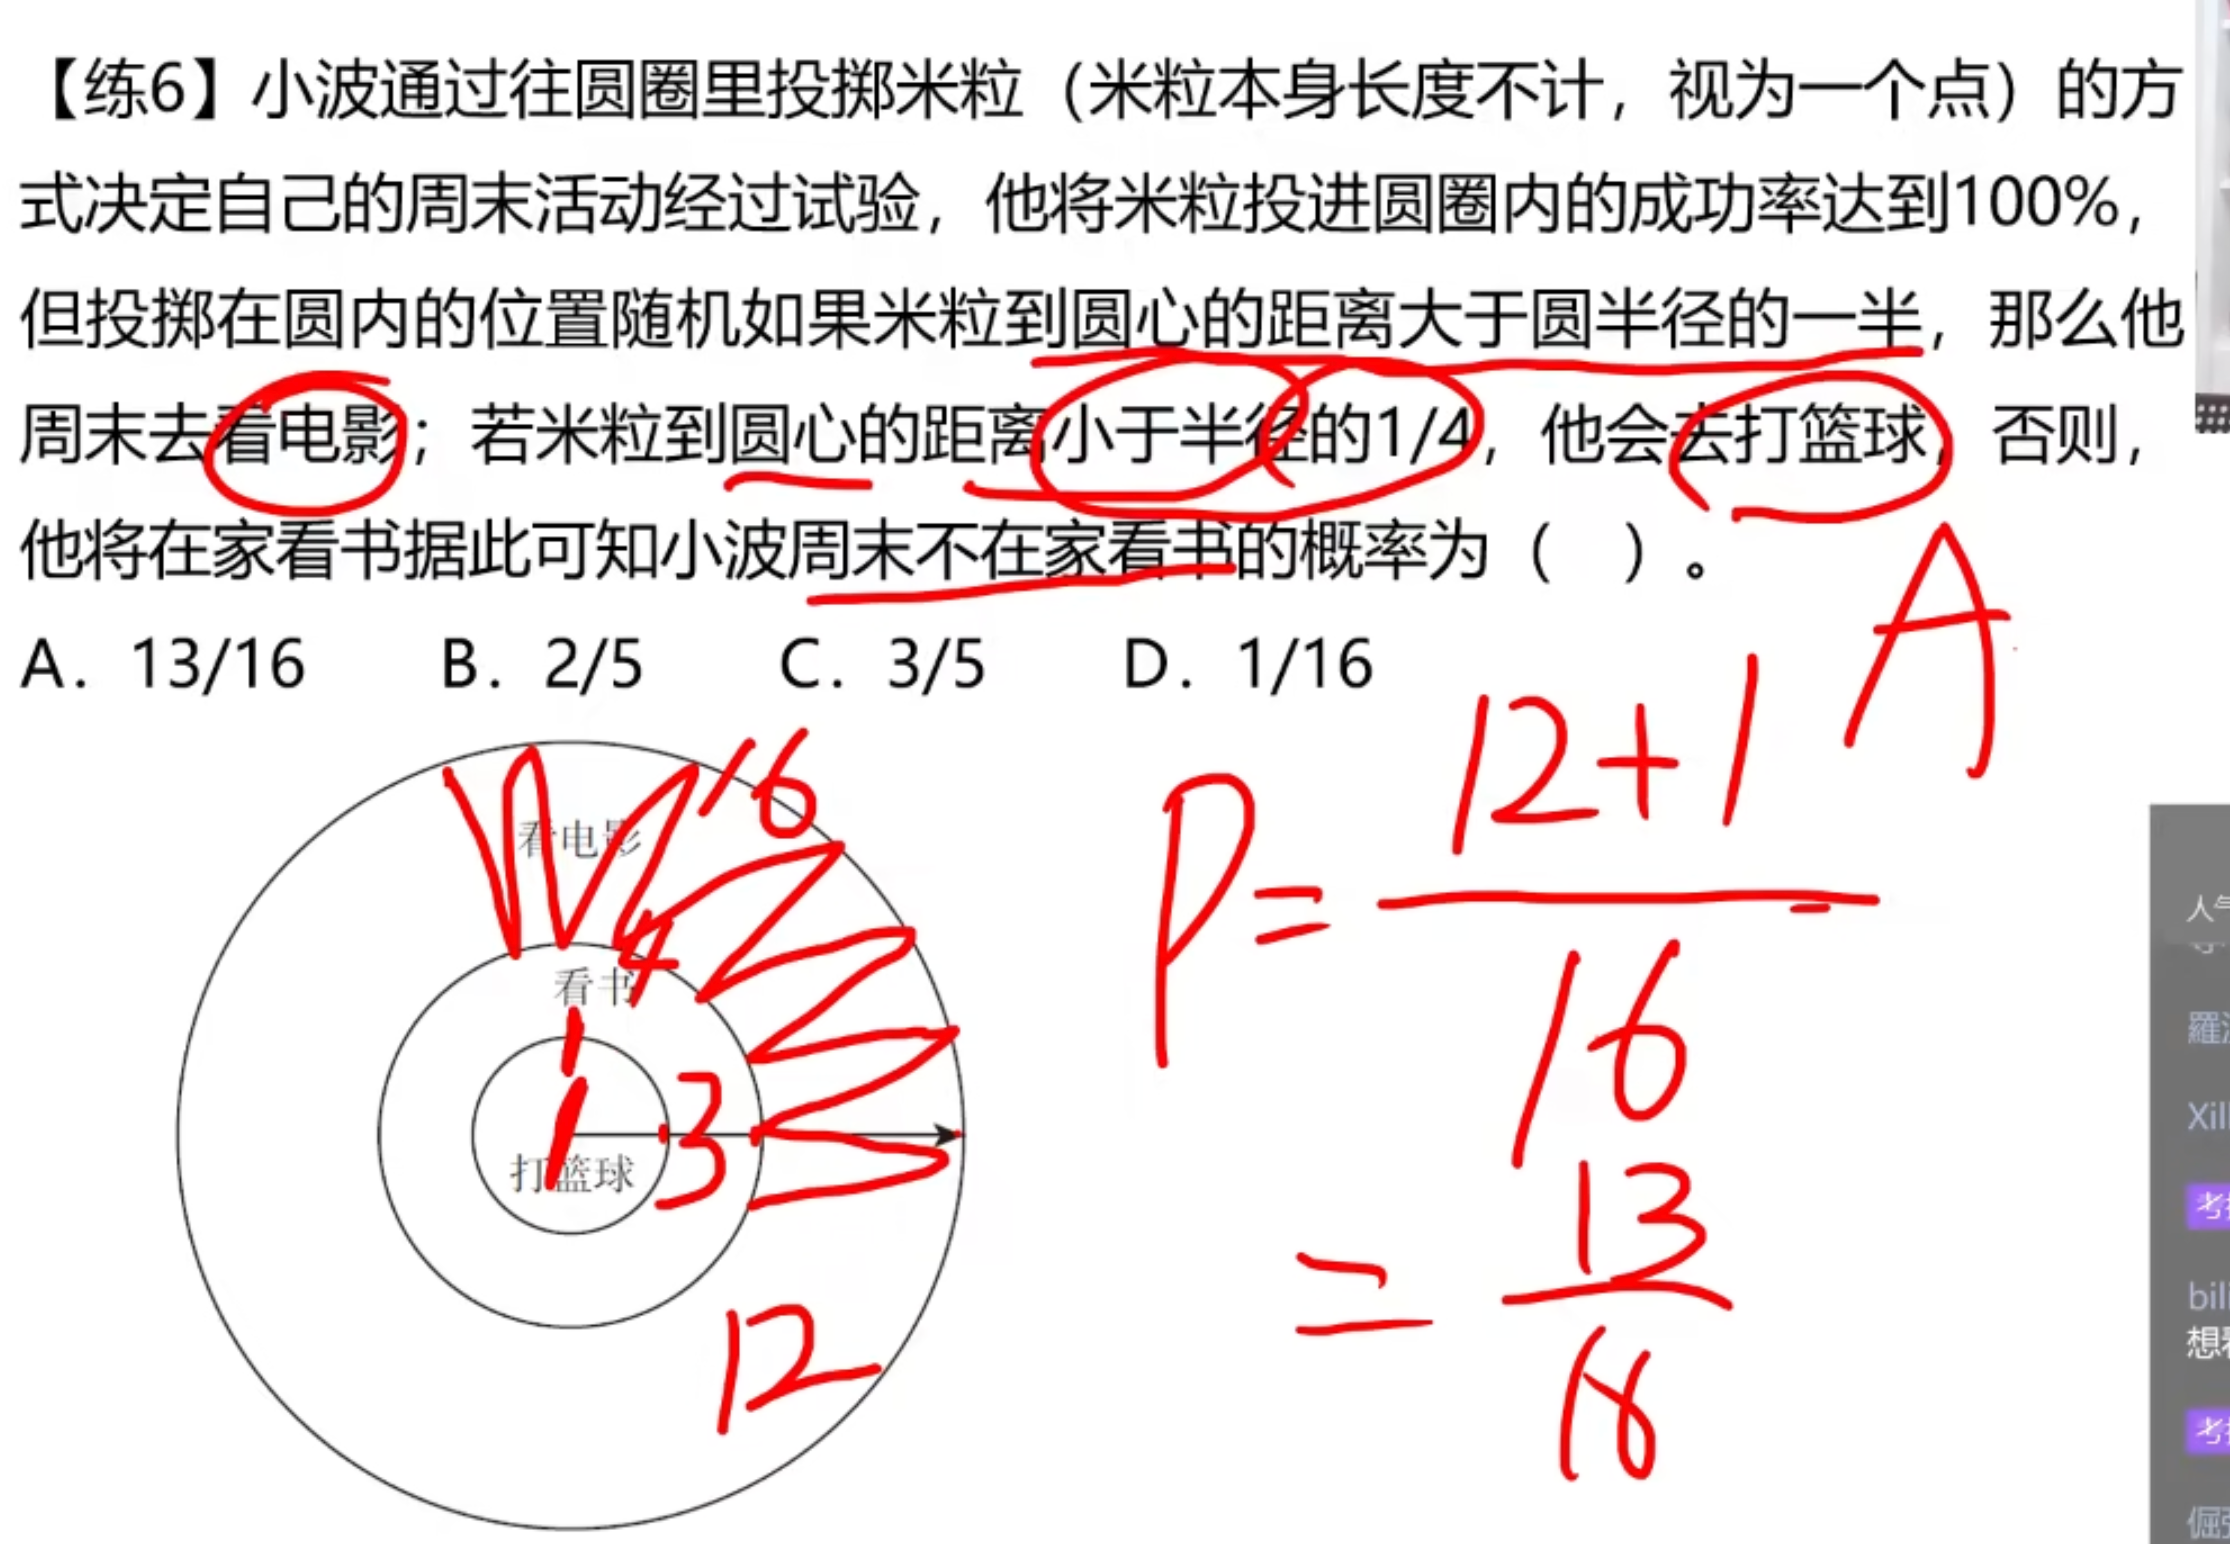 【练6】小波通过往圆圈里投掷米粒（米粒本身长度不计，视为一个点）的方
式决定自己的周末活动经过试验，他将米粒投进圆圈内的成功率达到100%，
但投掷在圆内的位置随机如果米粒到圆心的距离大于圆半径的一半，那么他
周末去看电影；若米粒到圆心的距离小于半径的1/4，他会去打篮球，否则，
他将在家看书据此可知小波周末不在家看书的概率为（ ）。
A
A. 13/16 B. 2/5 C. 3/5 D. 1/16
16
看电影
4
看书
1
3
打篮球
12
P=
12+1
16
=
13
16
人气
Xill
bili